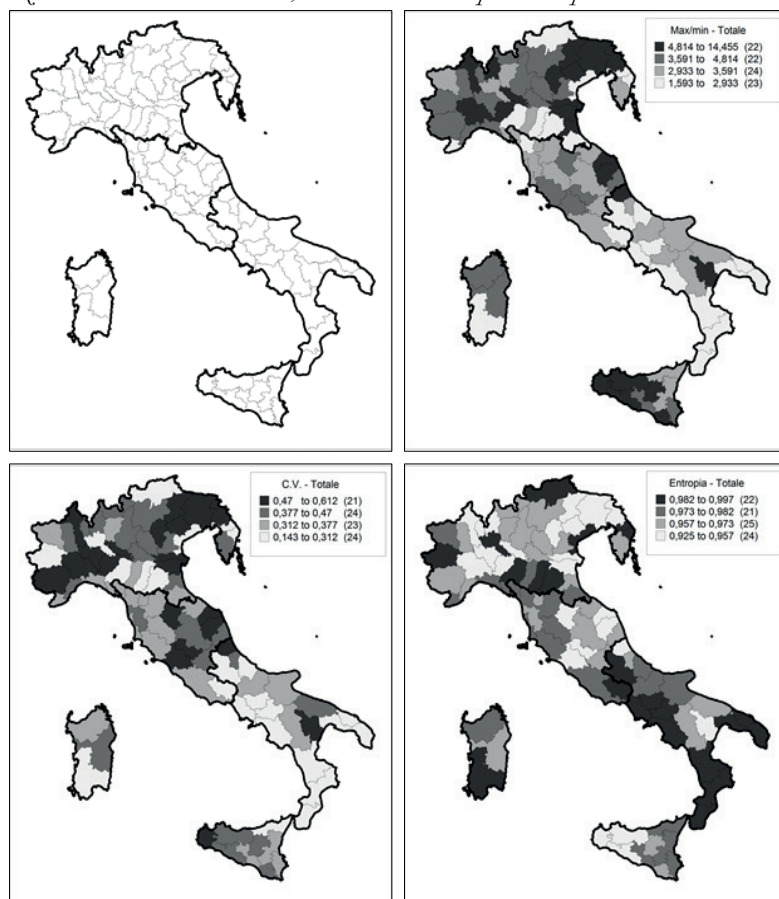 Max/min - Totale
4,814 to 14,455 (22)
3,591 to 4,814 (22)
2,933 to 3,591 (24)
1,593 to 2,933 (23)
C.V. - Totale
0,47 to 0,612 (21)
0,377 to 0,47 (24)
0,312 to 0,377 (23)
0,143 to 0,312 (24)
Entropia - Totale
0,982 to 0,997 (22)
0,973 to 0,982 (21)
0,957 to 0,973 (25)
0,925 to 0,957 (24)